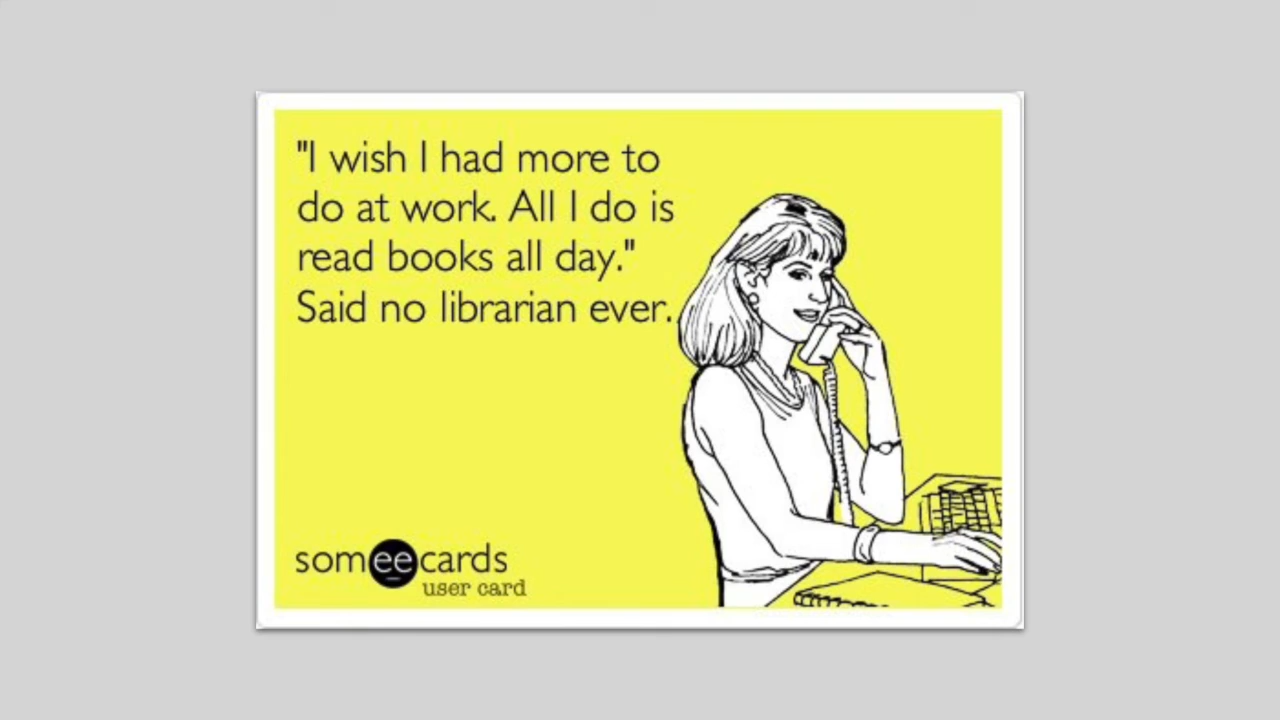 "I wish I had more to
do at work. All I do is
read books all day."
Said no librarian ever.
someecards
user card